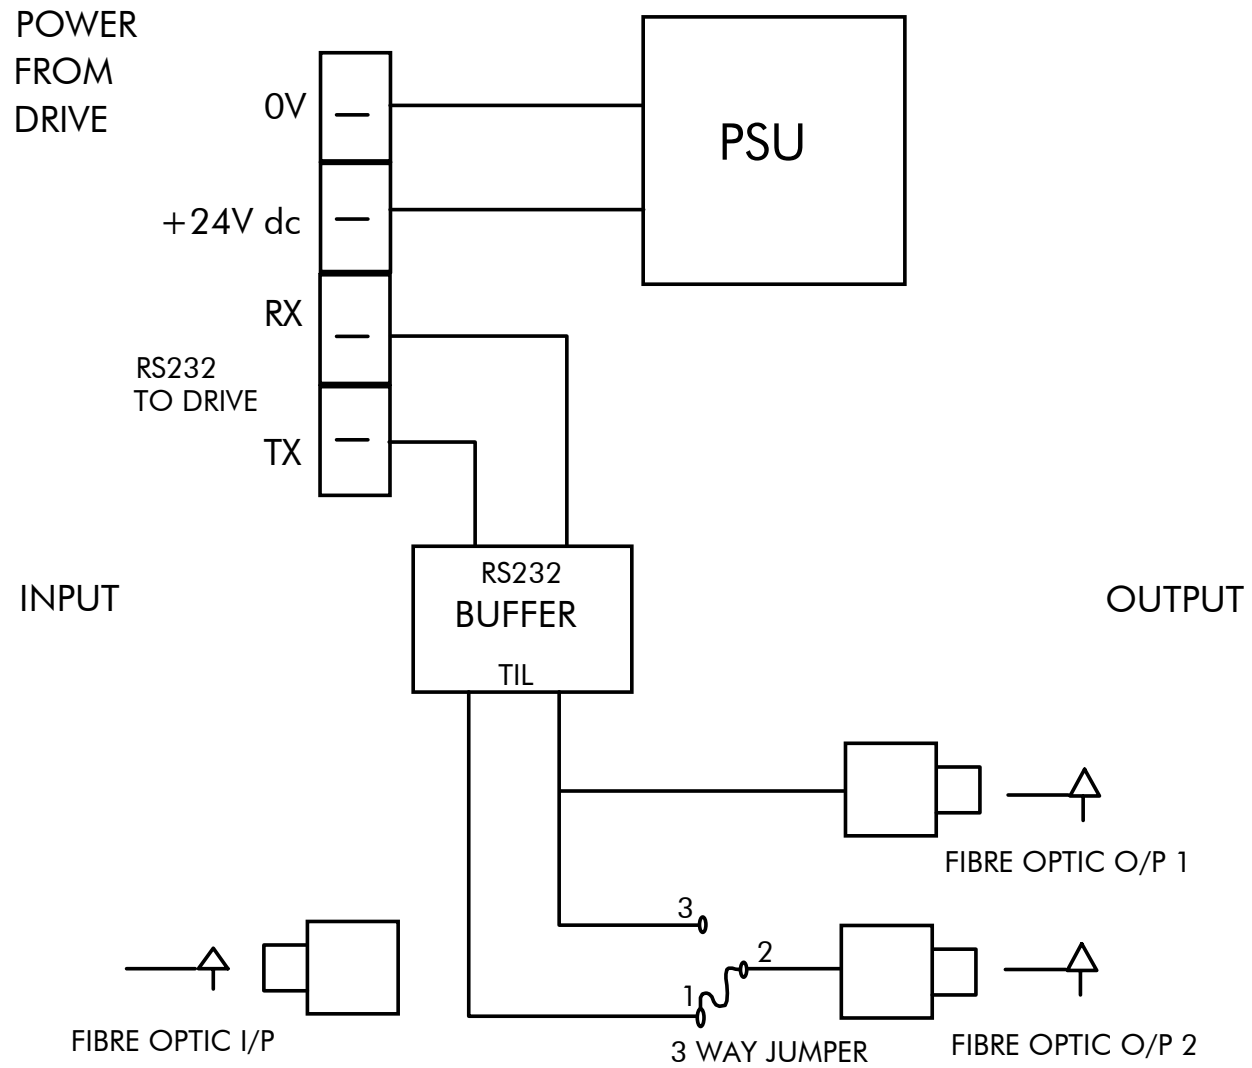 POWER
FROM
DRIVE
0V
PSU
+24V dc
RX
RS232
TO DRIVE
TX
RS232
BUFFER
TIL
INPUT
OUTPUT
FIBRE OPTIC O/P 1
3
2
1
FIBRE OPTIC I/P
3 WAY JUMPER
FIBRE OPTIC O/P 2